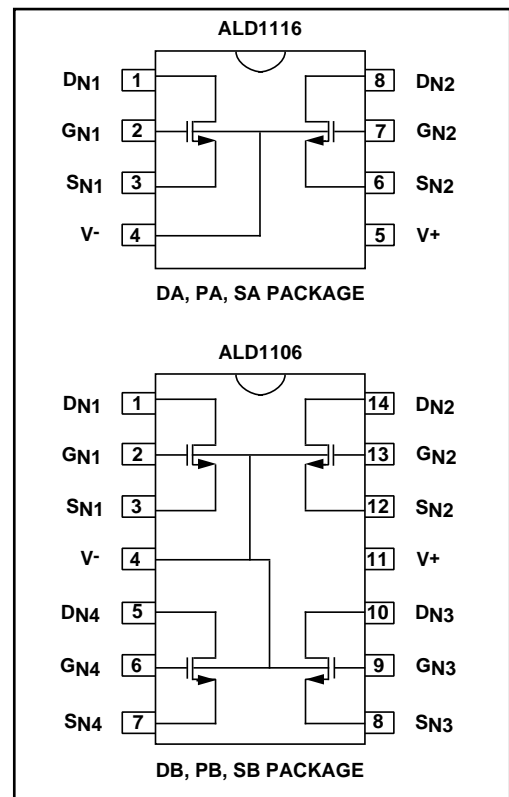 ALD1116
DN1 1 8 DN2
GN1 2 7 GN2
SN1 3 6 SN2
V- 4 5 V+
DA, PA, SA PACKAGE
ALD1106
DN1 1 14 DN2
GN1 2 13 GN2
SN1 3 12 SN2
V- 4 11 V+
DN4 5 10 DN3
GN4 6 9 GN3
SN4 7 8 SN3
DB, PB, SB PACKAGE